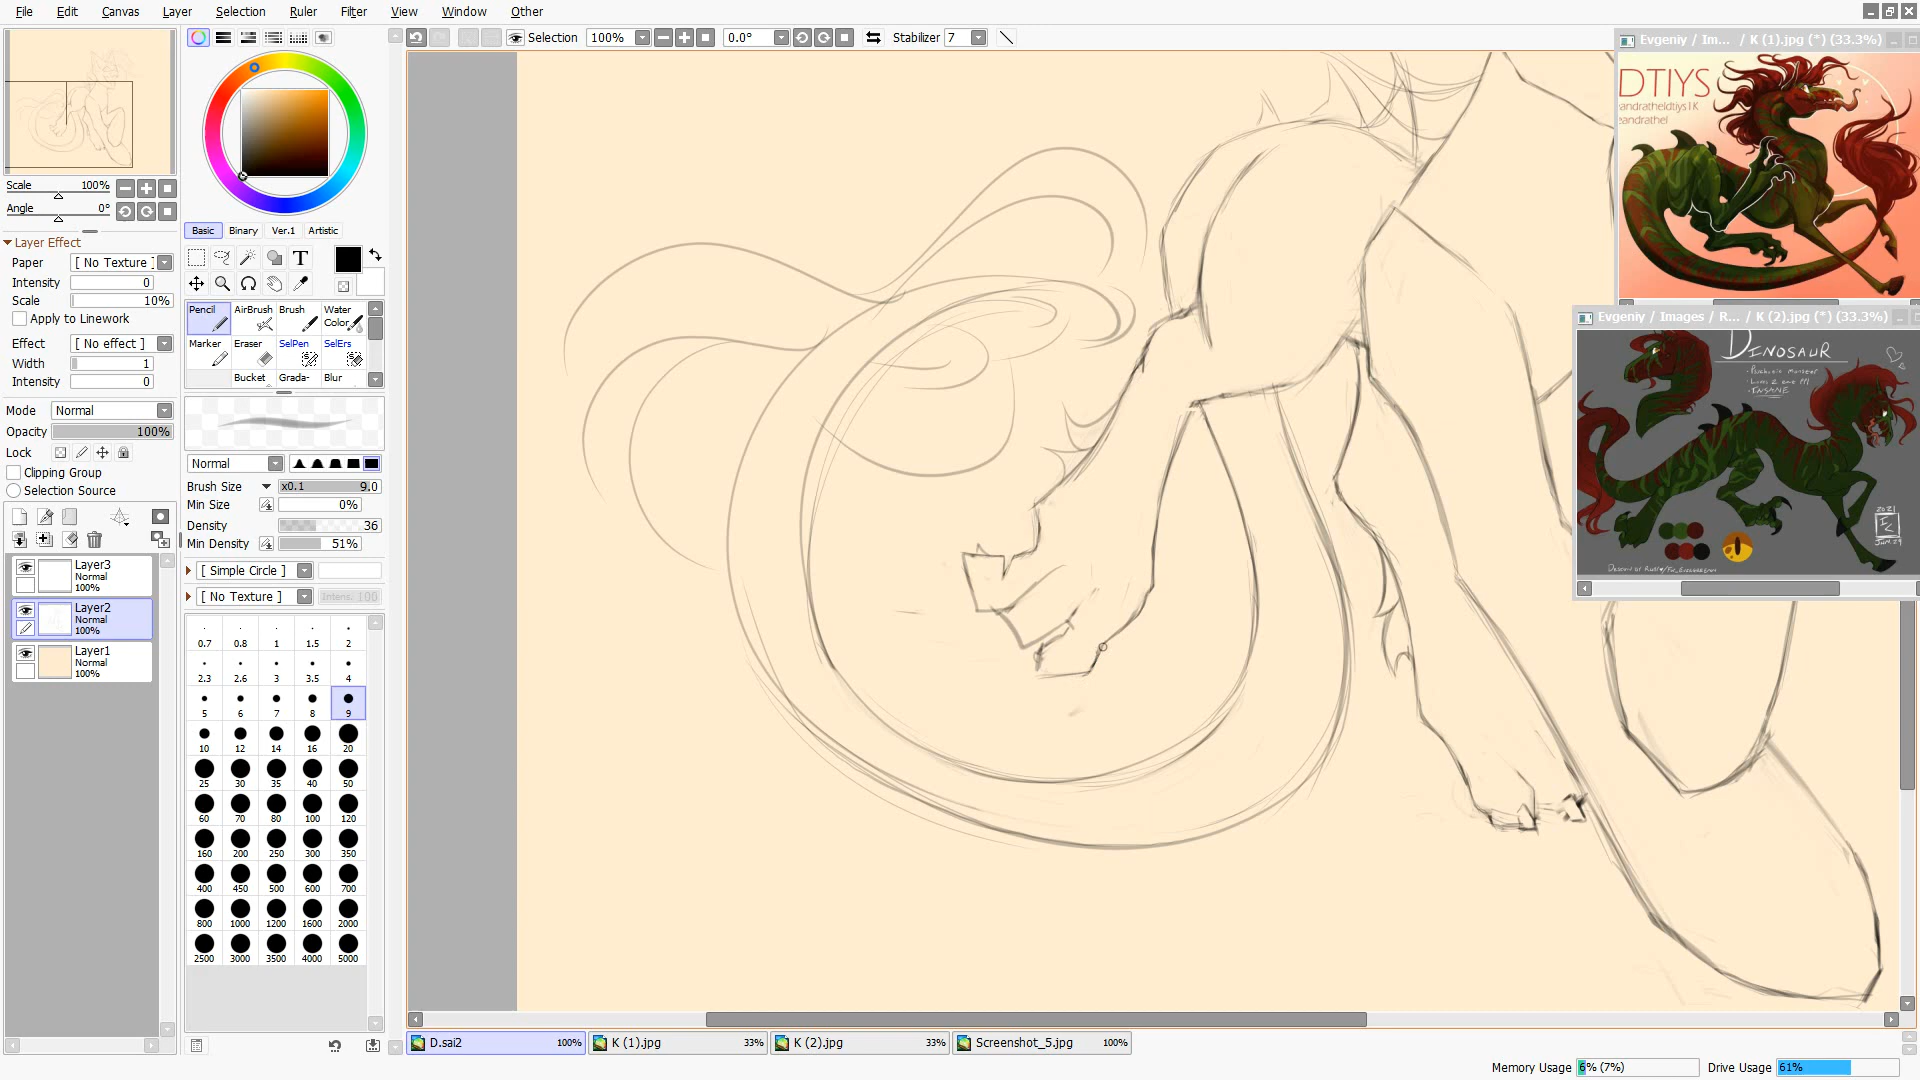 File Edit Canvas Layer Selection Ruler Filter View Window Other
Selection 100% 0.0° Stabilizer 7
Scale 100%
Angle 0°
Layer Effect
Paper [ No Texture ]
Intensity 0
Scale 10%
Apply to Linework
Effect [ No effect ]
Width 1
Intensity 0
Mode Normal
Opacity 100%
Lock
Clipping Group
Selection Source
Layer3
Normal
100%
Layer2
Normal
100%
Layer1
Normal
100%
Basic Binary Ver.1 Artistic
T
Pencil AirBrush Brush Water Color
Marker Eraser SelPen SelErs
Bucket Grada- Blur
Normal
Brush Size x0.1 9.0
Min Size 0%
Density 36
Min Density 51%
[ Simple Circle ]
[ No Texture ] Intens. 100
0.7 0.8 1 1.5 2
2.3 2.6 3 3.5 4
5 6 7 8 9
10 12 14 16 20
25 30 35 40 50
60 70 80 100 120
160 200 250 300 350
400 450 500 600 700
800 1000 1200 1600 2000
2500 3000 3500 4000 5000
Evgeniy / Im... / K (1).jpg (*) (33.3%)
DTIYS
andratheldtiys1K
eandrathel
Evgeniy / Images / R... / K (2).jpg (*) (33.3%)
DINOSAUR
INSANE
2021
D.sai2 100%
K (1).jpg 33%
K (2).jpg 33%
Screenshot_5.jpg 100%
Memory Usage 6% (7%) Drive Usage 61%